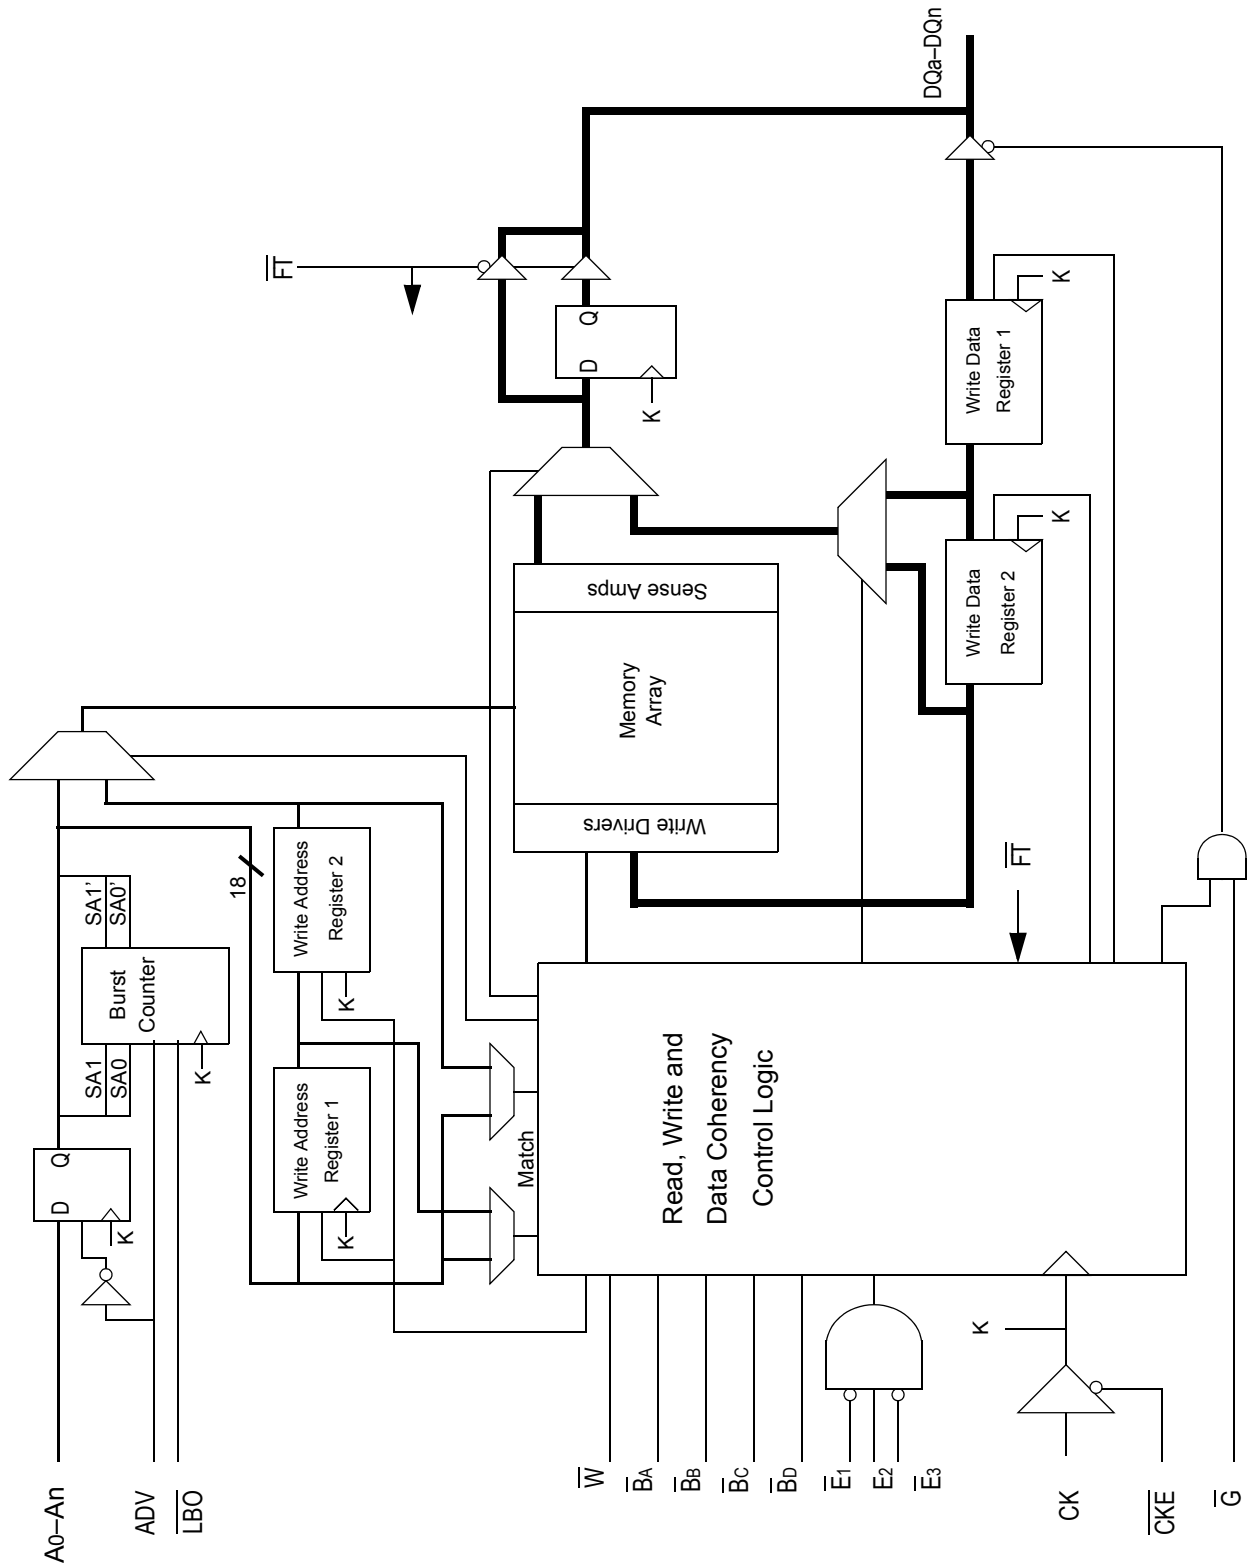 A0–An
ADV
LBO
D Q
K
SA1
SA0
Burst
Counter
SA1'
SA0'
K
18
Write Address
Register 1
K
Write Address
Register 2
K
Match
FT
Write Drivers
Memory
Array
Sense Amps
D Q
K
DQa–DQn
W
BA
BB
BC
BD
E1
E2
E3
CK
CKE
G
Read, Write and
Data Coherency
Control Logic
K
FT
Write Data
Register 2
K
Write Data
Register 1
K